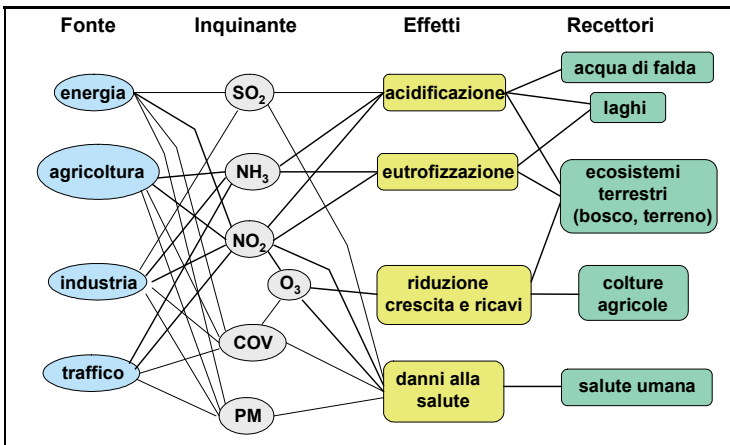 Fonte Inquinante Effetti Recettori
energia
agricoltura
industria
traffico
SO₂
NH₃
NO₂
O₃
COV
PM
acidificazione
eutrofizzazione
riduzione
crescita e ricavi
danni alla
salute
acqua di falda
laghi
ecosistemi
terrestri
(bosco, terreno)
colture
agricole
salute umana